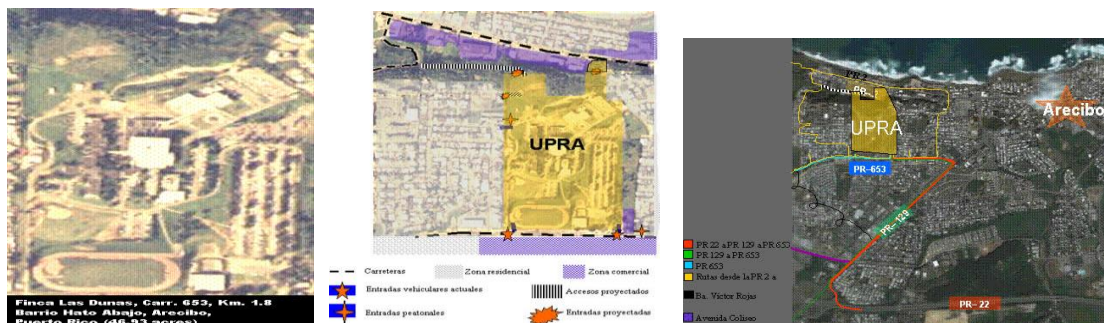 Finca Las Dunas, Carr. 653, Km. 1.8
Barrio Hato Abajo, Arecibo,
Puerto Rico (46.93 acres)
UPRA
Carreteras
Zona residencial
Zona comercial
Entradas vehículares actuales
Accesos proyectados
Entradas peatonales
Entradas proyectadas
PR 2
Arecibo
UPRA
PR-653
PR- 129
PR 22 a PR 129 a PR 653
PR 129 a PR 653
PR 653
Rutas desde la PR 2 a
Ba. Víctor Rojas
Avenida Coliseo
PR- 22